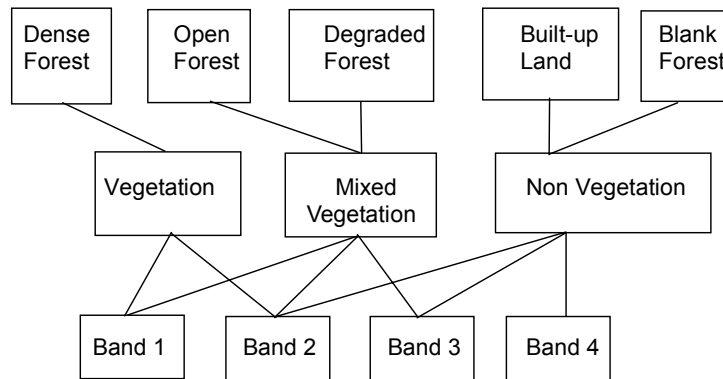 Dense
Forest
Open
Forest
Degraded
Forest
Built-up
Land
Blank
Forest
Vegetation
Mixed
Vegetation
Non Vegetation
Band 1
Band 2
Band 3
Band 4